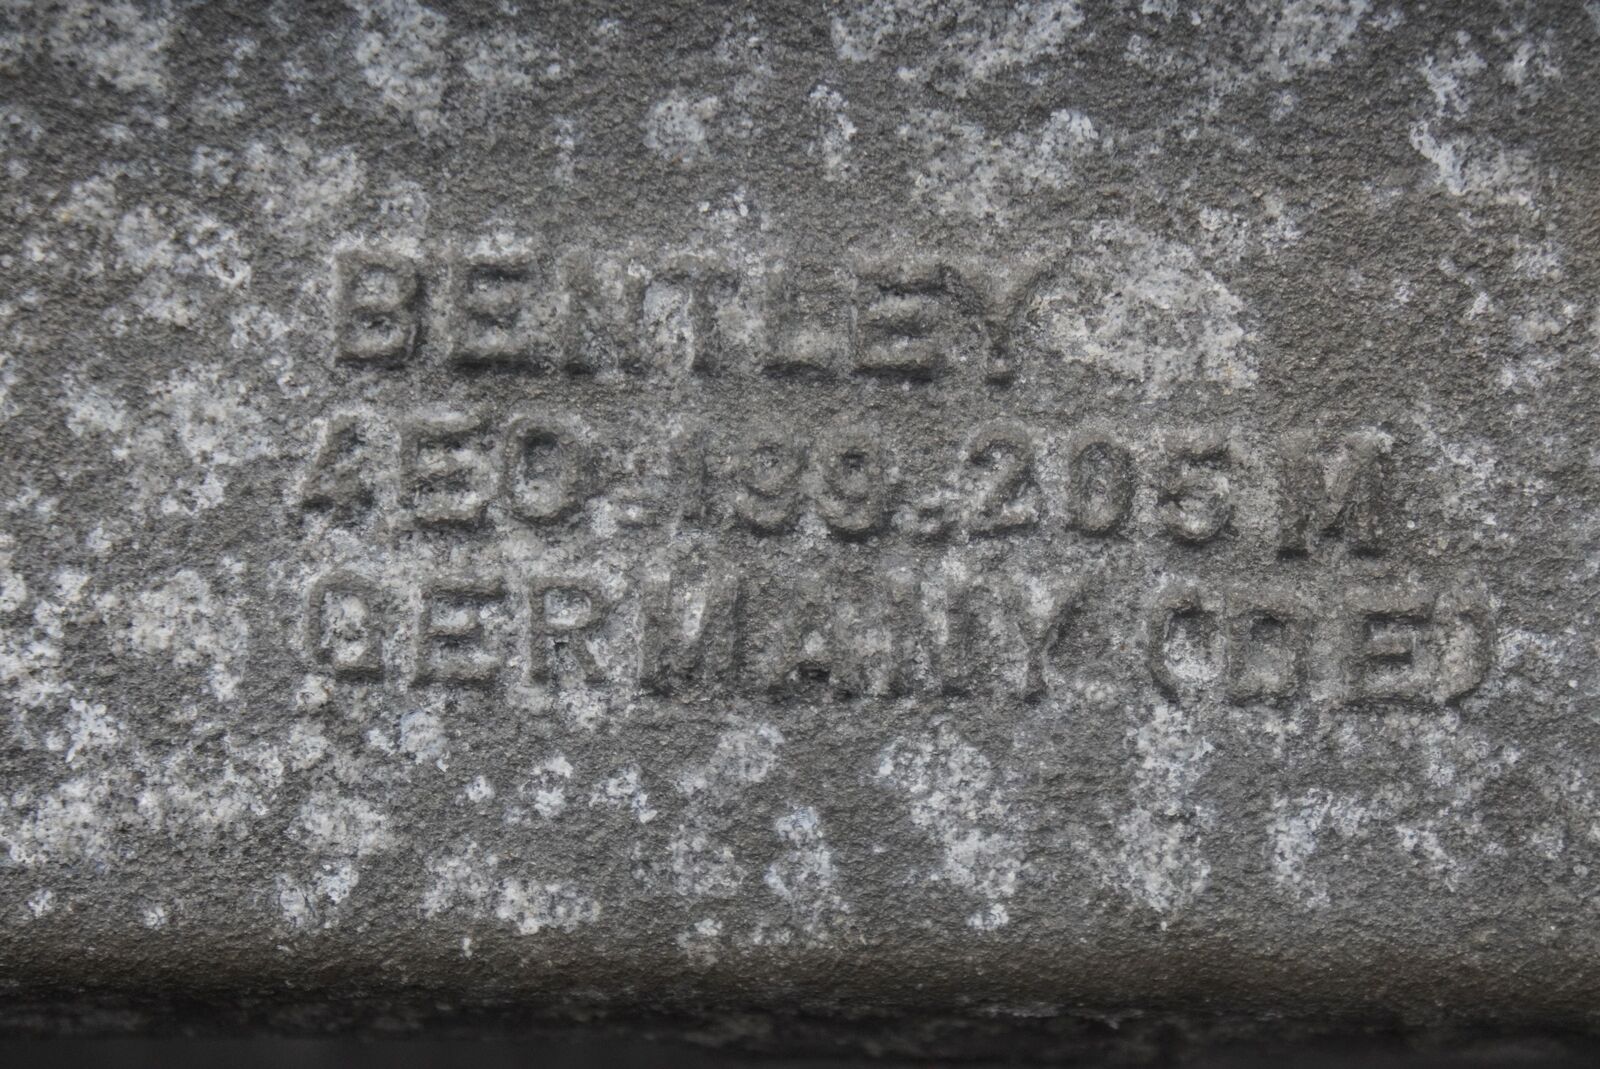 BENTLEY
4E0.199.205 M
GERMANY (DE)